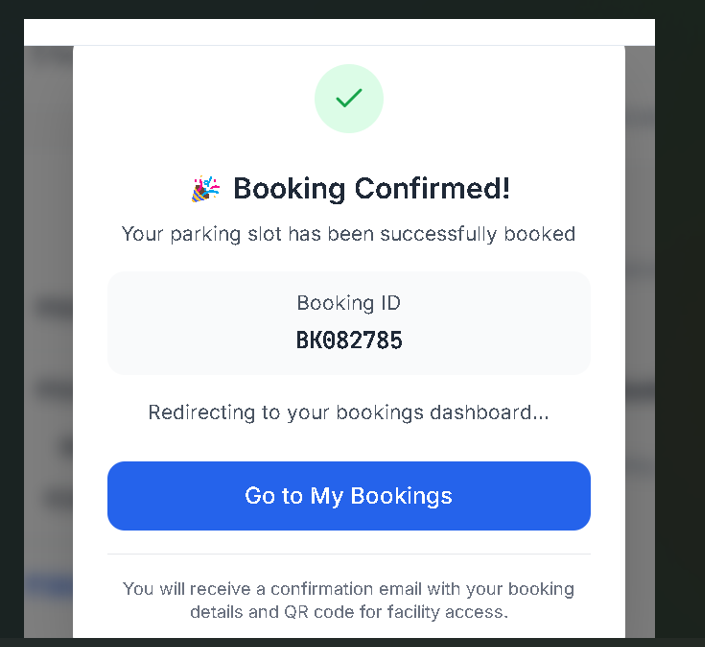 🎉 Booking Confirmed!
Your parking slot has been successfully booked
Booking ID
BK082785
Redirecting to your bookings dashboard...
Go to My Bookings
You will receive a confirmation email with your booking
details and QR code for facility access.